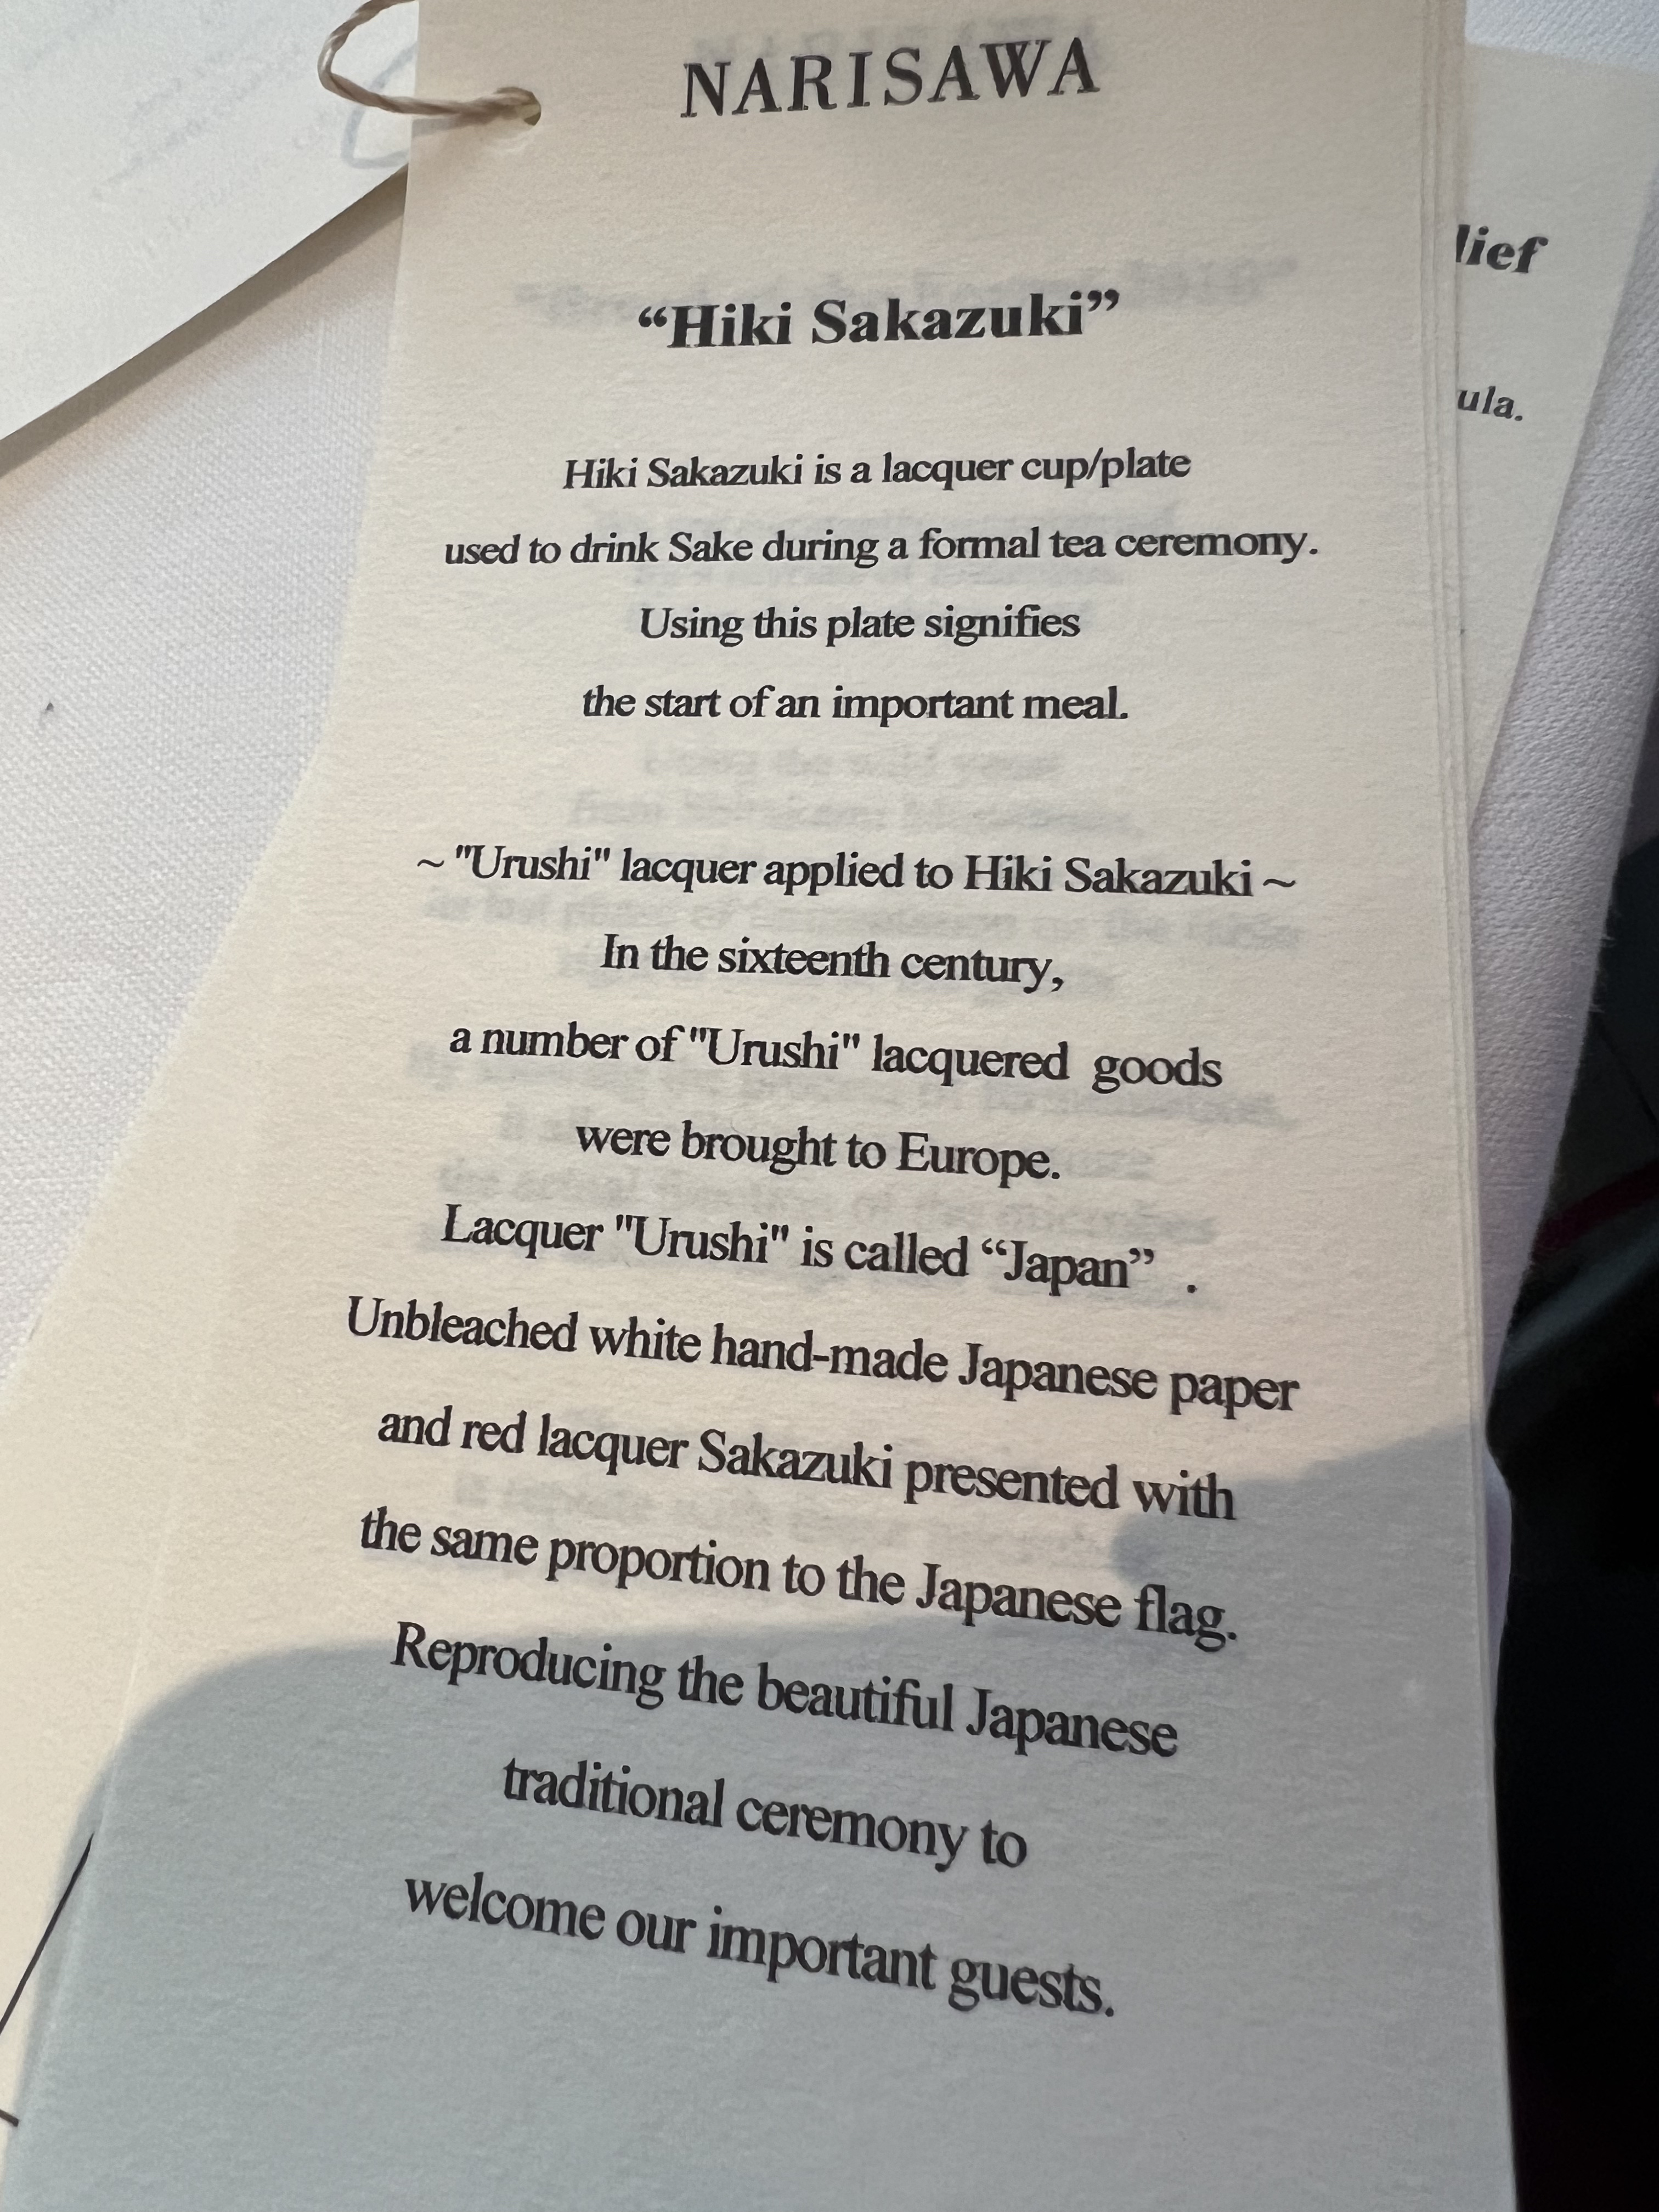 NARISAWA
“Hiki Sakazuki”
Hiki Sakazuki is a lacquer cup/plate
used to drink Sake during a formal tea ceremony.
Using this plate signifies
the start of an important meal.
~ "Urushi" lacquer applied to Hiki Sakazuki ~
In the sixteenth century,
a number of "Urushi" lacquered  goods
were brought to Europe.
Lacquer "Urushi" is called “Japan”  .
Unbleached white hand-made Japanese paper
and red lacquer Sakazuki presented with
the same proportion to the Japanese flag.
Reproducing the beautiful Japanese
traditional ceremony to
welcome our important guests.
lief
ula.